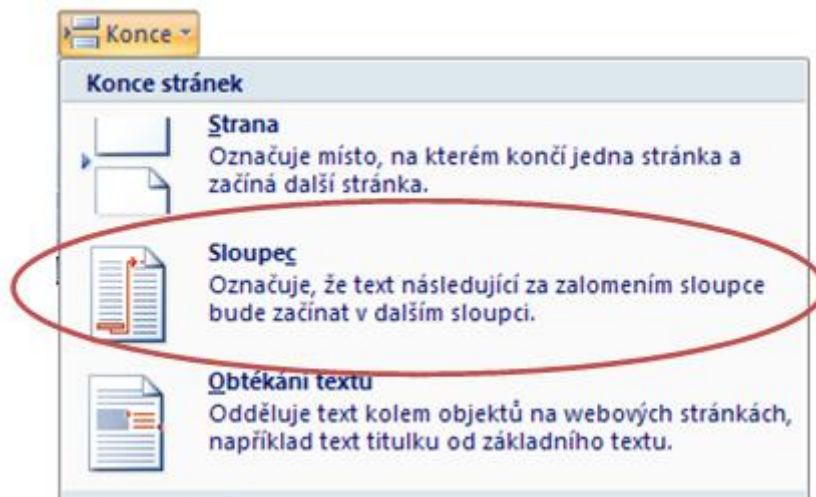 Konce
Konce stránek
Strana
Označuje místo, na kterém končí jedna stránka a
začíná další stránka.
Sloupec
Označuje, že text následující za zalomením sloupce
bude začínat v dalším sloupci.
Obtékání textu
Odděluje text kolem objektů na webových stránkách,
například text titulku od základního textu.